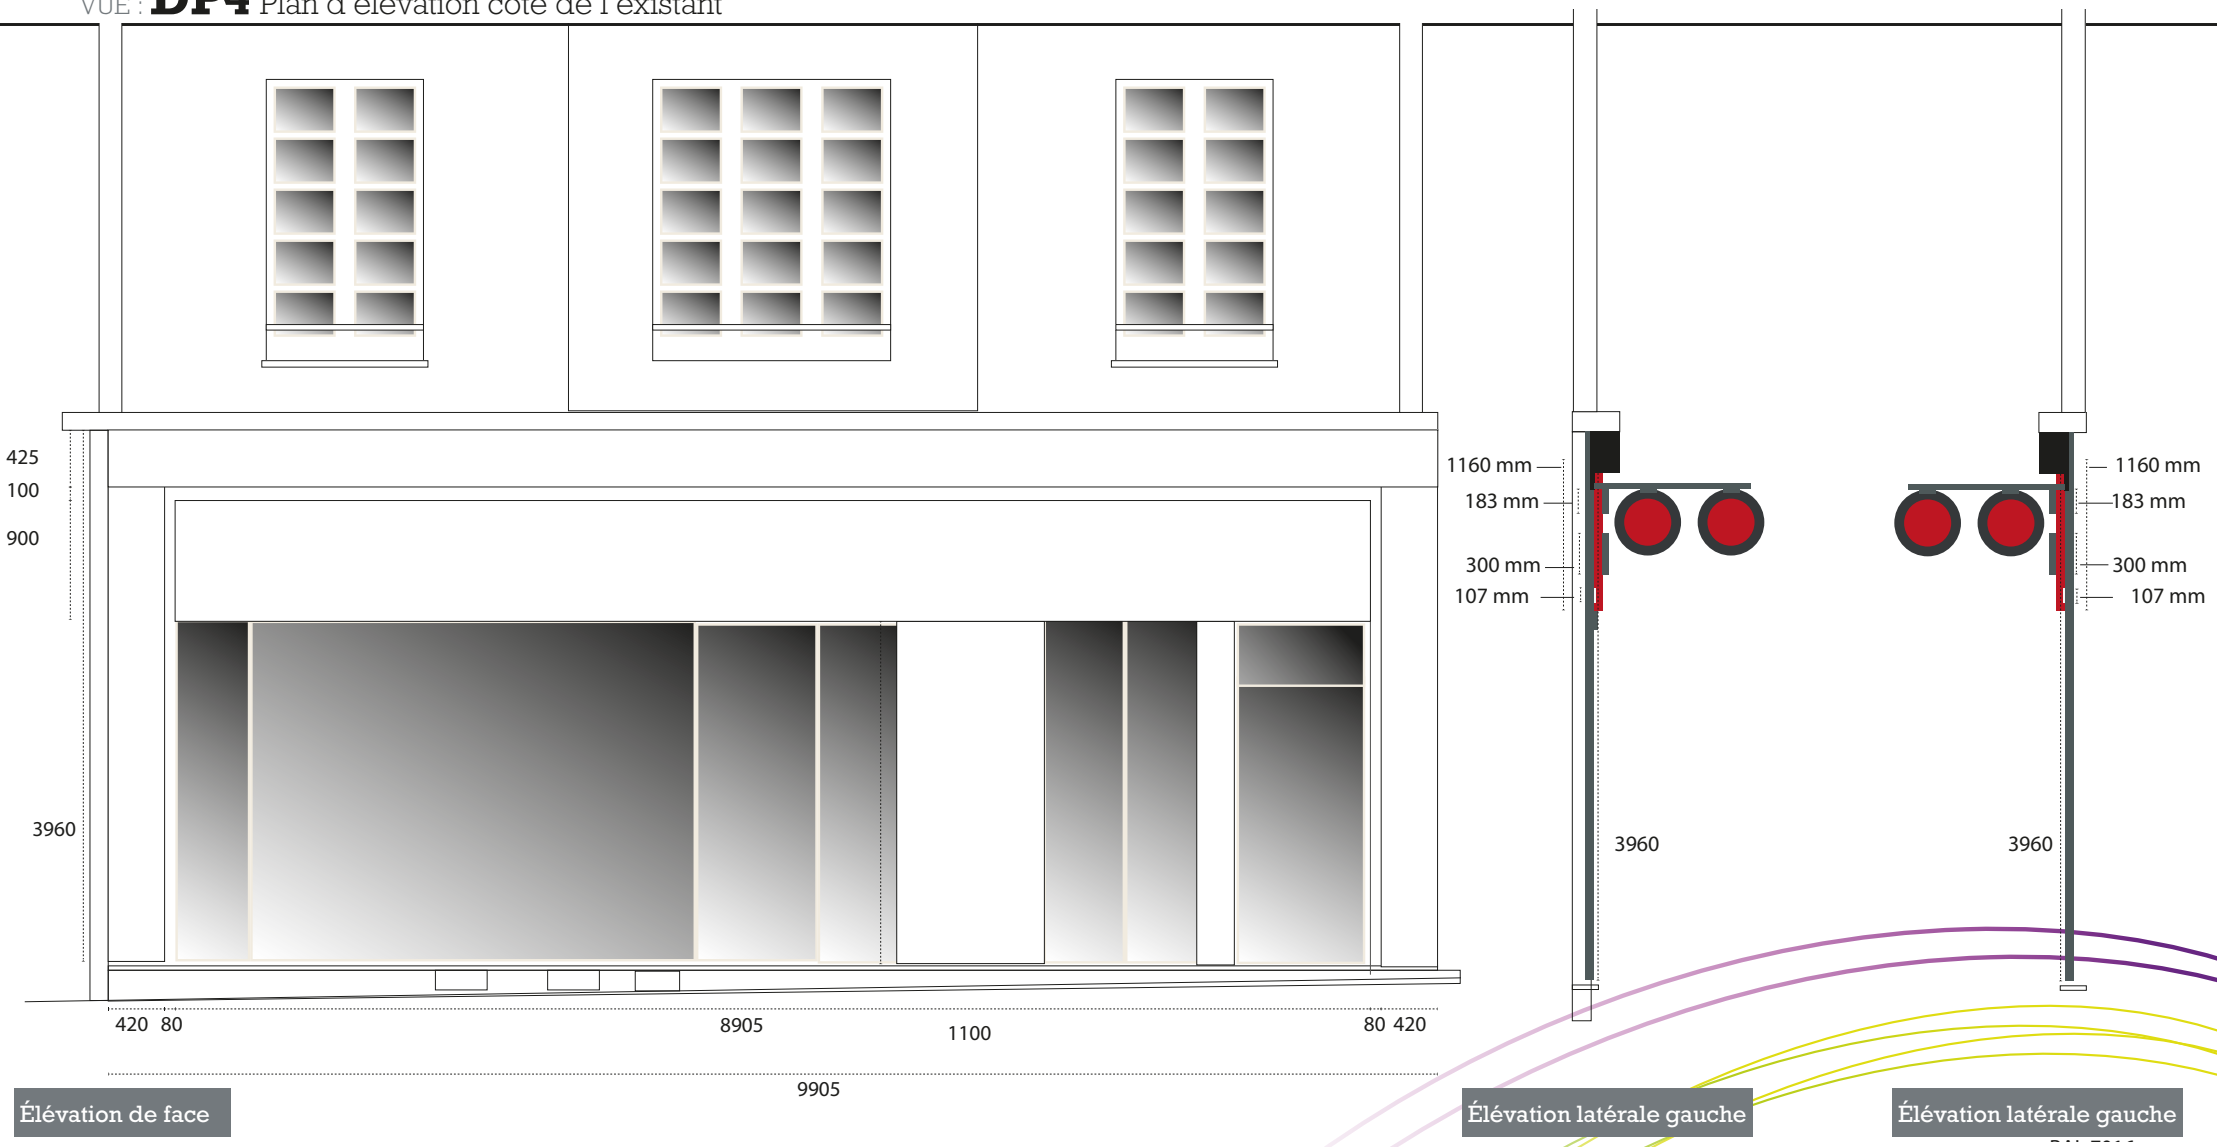 VUE : DP4 Plan d'élévation coté de l'existant
425
100
900
3960
420 80 8905 1100 80 420
9905
1160 mm
183 mm
300 mm
107 mm
3960
1160 mm
183 mm
300 mm
107 mm
3960
Élévation de face
Élévation latérale gauche
Élévation latérale gauche